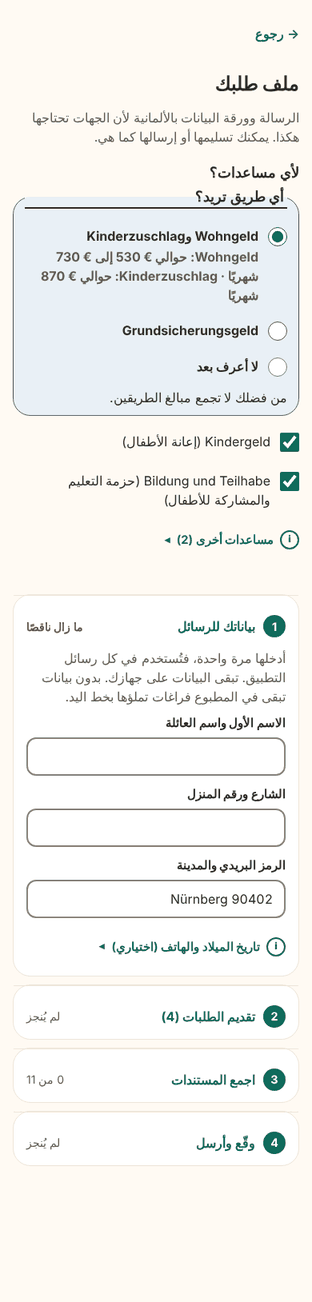 → رجوع
ملف طلبك
الرسالة وورقة البيانات بالألمانية لأن الجهات تحتاجها
هكذا. يمكنك تسليمها أو إرسالها كما هي.
لأي مساعدات؟
أي طريق تريد؟
Wohngeld وKinderzuschlag
Wohngeld: حوالي € 530 إلى € 730
شهريًا · Kinderzuschlag: حوالي € 870
شهريًا
Grundsicherungsgeld
لا أعرف بعد
من فضلك لا تجمع مبالغ الطريقين.
Kindergeld (إعانة الأطفال)
Bildung und Teilhabe (حزمة التعليم
والمشاركة للأطفال)
i مساعدات أخرى (2) ◂
1 بياناتك للرسائل
ما زال ناقصًا
أدخلها مرة واحدة، فتُستخدم في كل رسائل
التطبيق. تبقى البيانات على جهازك. بدون بيانات
تبقى في المطبوع فراغات تملؤها بخط اليد.
الاسم الأول واسم العائلة
الشارع ورقم المنزل
الرمز البريدي والمدينة
90402 Nürnberg
i تاريخ الميلاد والهاتف (اختياري) ◂
2 تقديم الطلبات (4)
لم يُنجز
3 اجمع المستندات
0 من 11
4 وقّع وأرسل
لم يُنجز